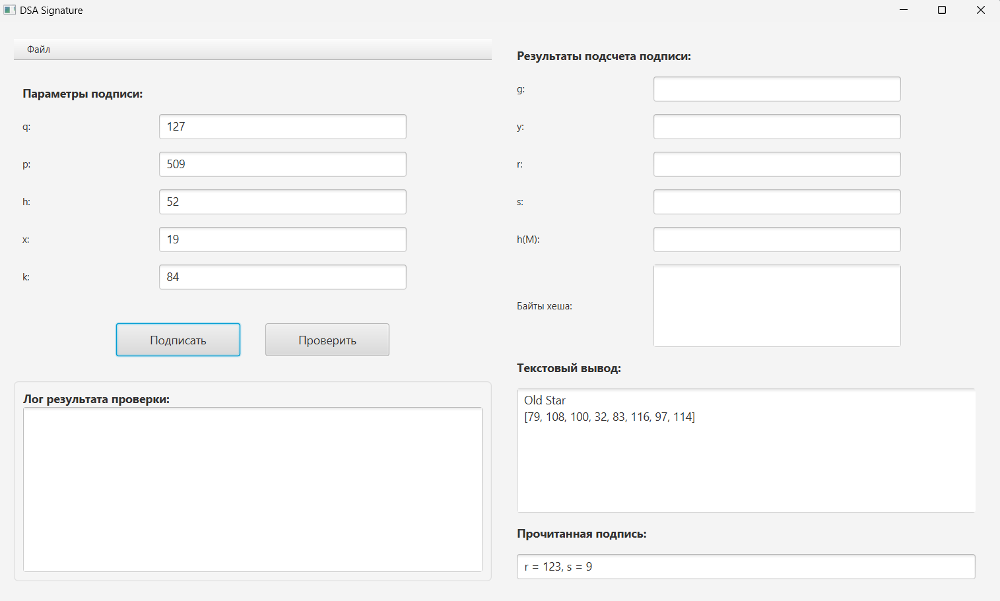 DSA Signature
Файл
Параметры подписи:
q: 127
p: 509
h: 52
x: 19
k: 84
Подписать Проверить
Лог результата проверки:
Результаты подсчета подписи:
g:
y:
r:
s:
h(M):
Байты хеша:
Текстовый вывод:
Old Star
[79, 108, 100, 32, 83, 116, 97, 114]
Прочитанная подпись:
r = 123, s = 9